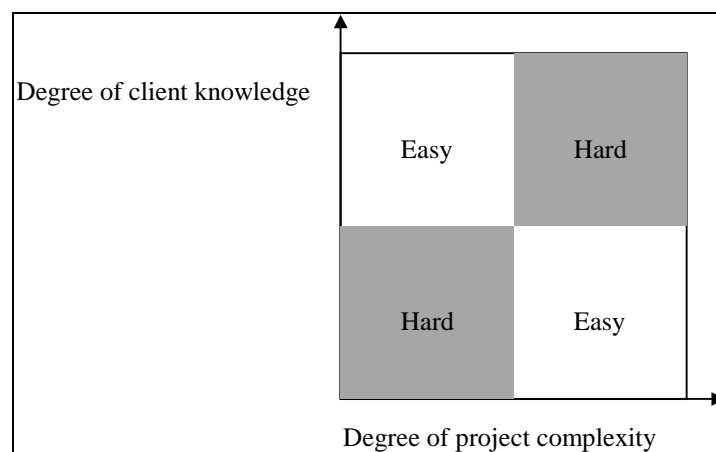 Degree of client knowledge
Easy
Hard
Hard
Easy
Degree of project complexity